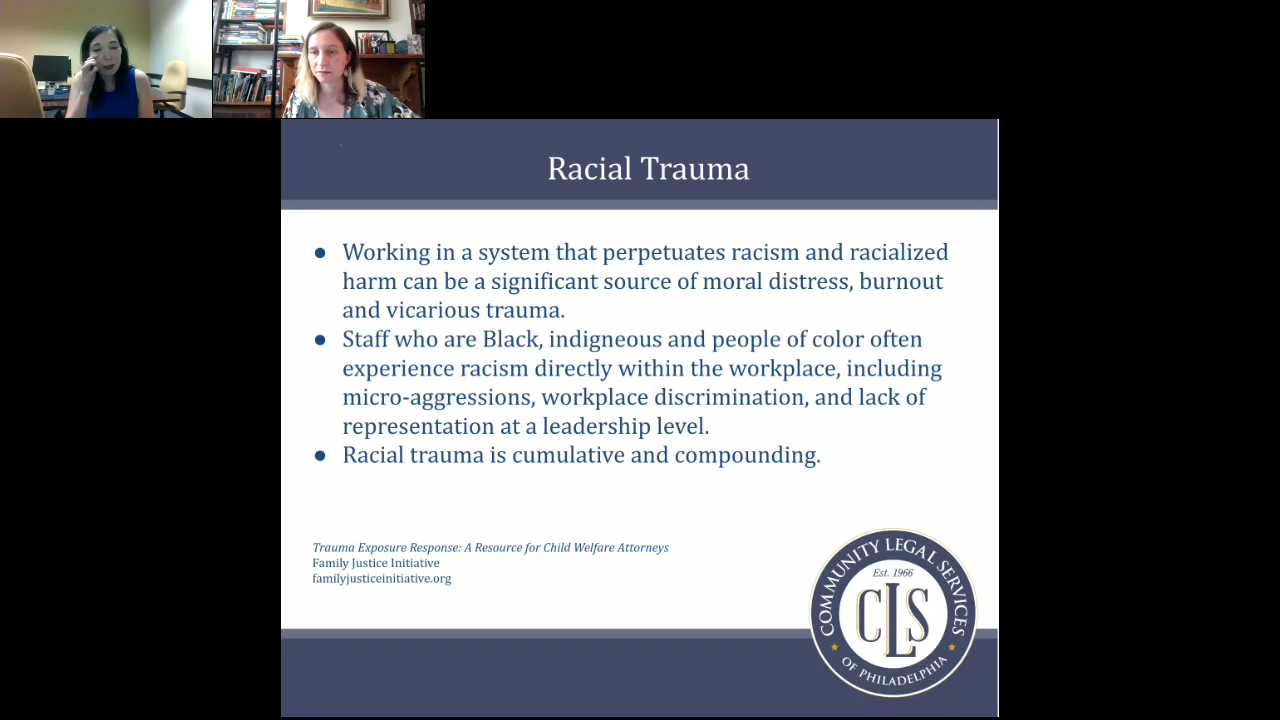 Racial Trauma
● Working in a system that perpetuates racism and racialized
harm can be a significant source of moral distress, burnout
and vicarious trauma.
● Staff who are Black, indigneous and people of color often
experience racism directly within the workplace, including
micro-aggressions, workplace discrimination, and lack of
representation at a leadership level.
● Racial trauma is cumulative and compounding.
Trauma Exposure Response: A Resource for Child Welfare Attorneys
Family Justice Initiative
familyjusticeinitiative.org
COMMUNITY LEGAL SERVICES
Est. 1966
CLS
OF PHILADELPHIA